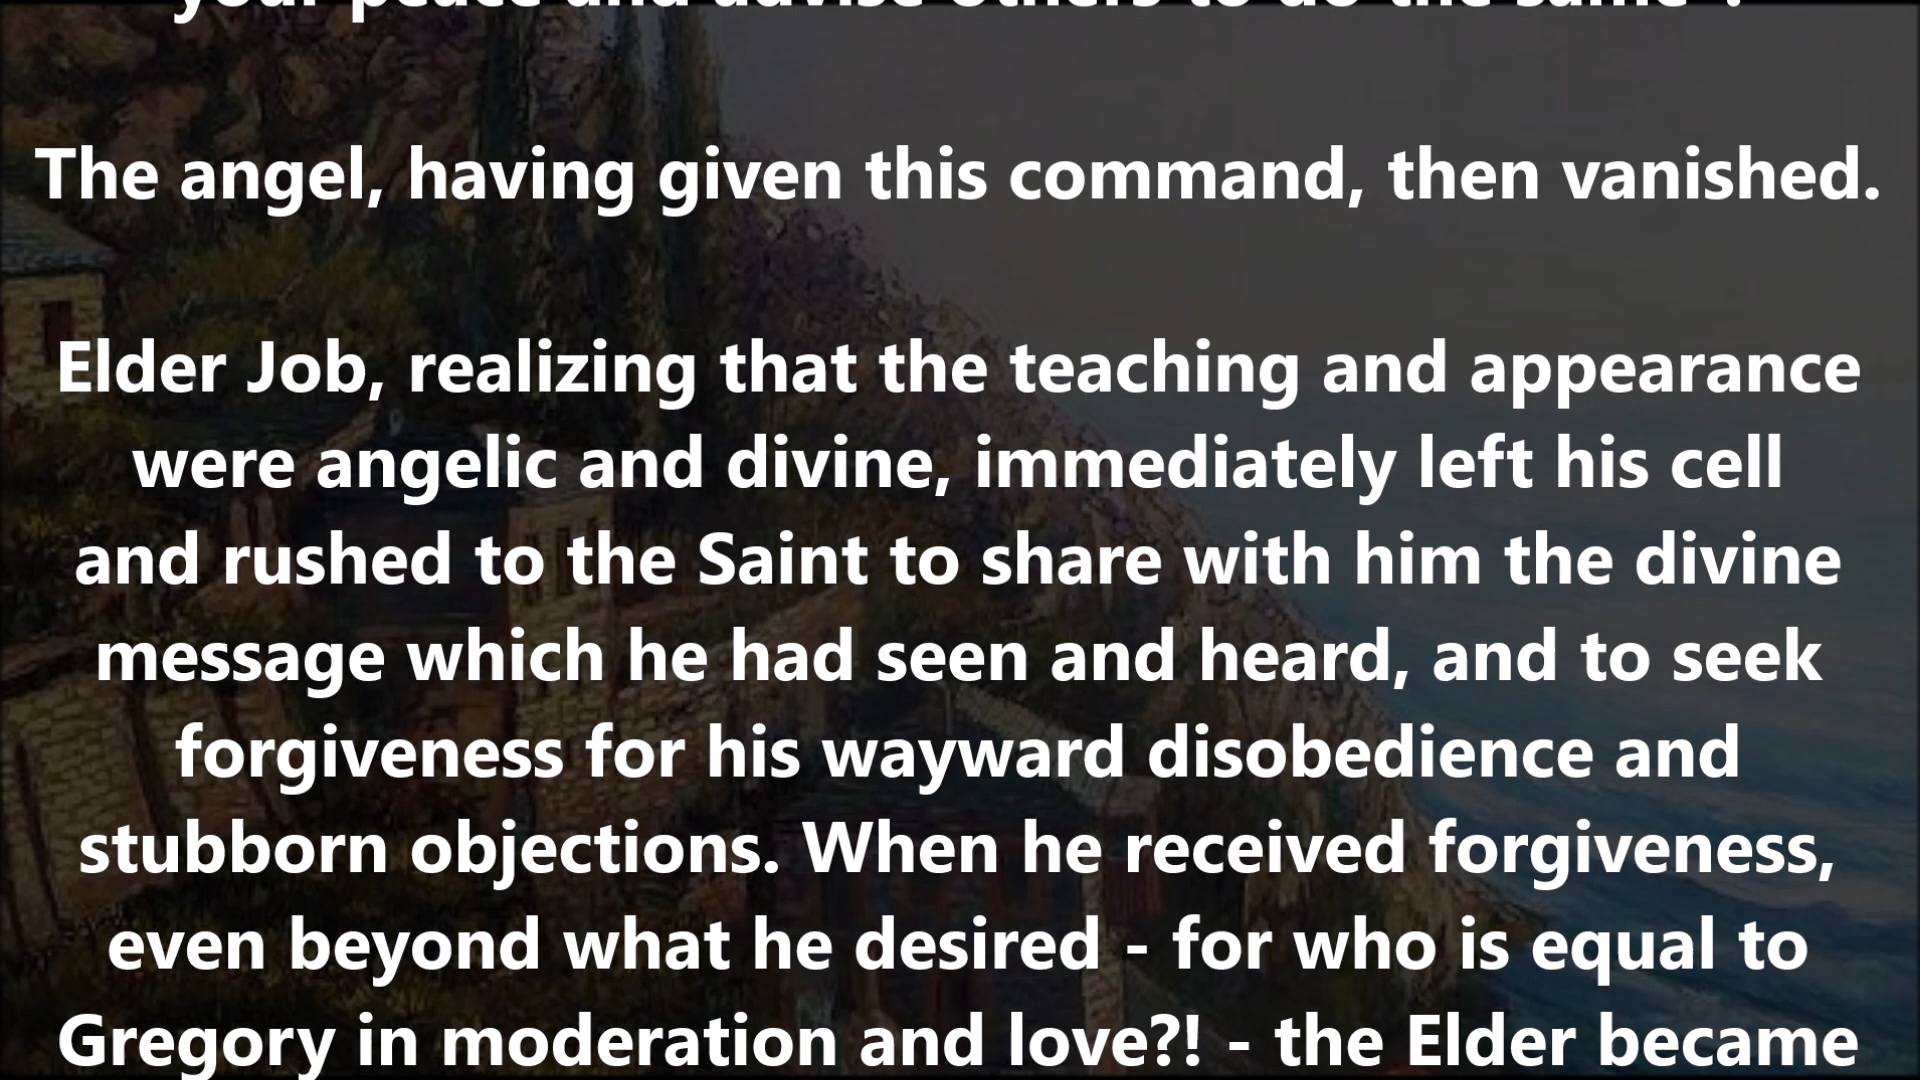 your peace and advise others to do the same".
The angel, having given this command, then vanished.
Elder Job, realizing that the teaching and appearance
were angelic and divine, immediately left his cell
and rushed to the Saint to share with him the divine
message which he had seen and heard, and to seek
forgiveness for his wayward disobedience and
stubborn objections. When he received forgiveness,
even beyond what he desired - for who is equal to
Gregory in moderation and love?! - the Elder became